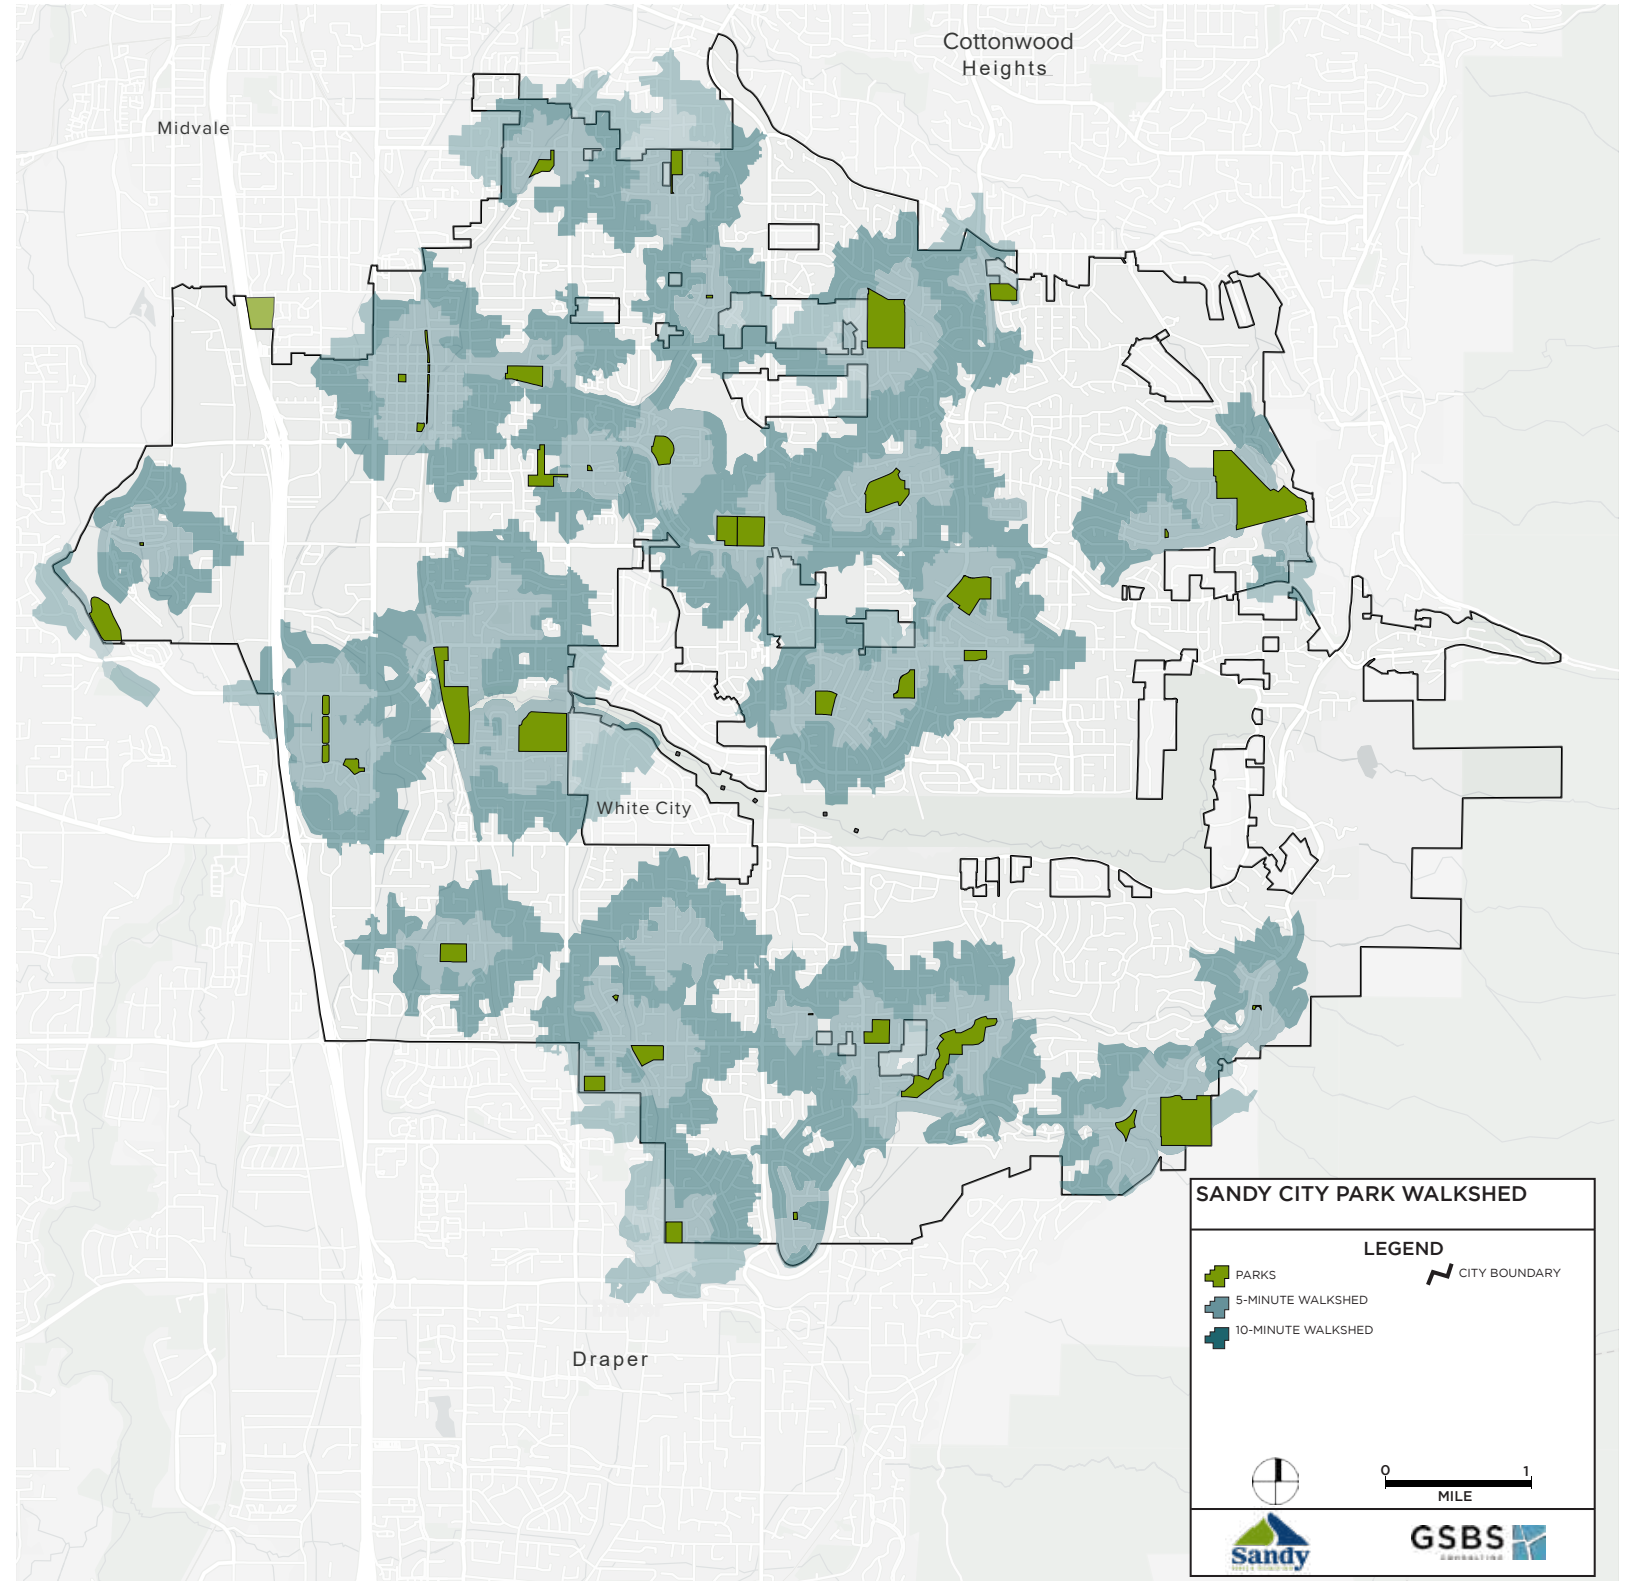 Cottonwood
Heights
Midvale
White City
Draper
SANDY CITY PARK WALKSHED
LEGEND
PARKS
CITY BOUNDARY
5-MINUTE WALKSHED
10-MINUTE WALKSHED
0 1
MILE
Sandy
GSBS
CONSULTING